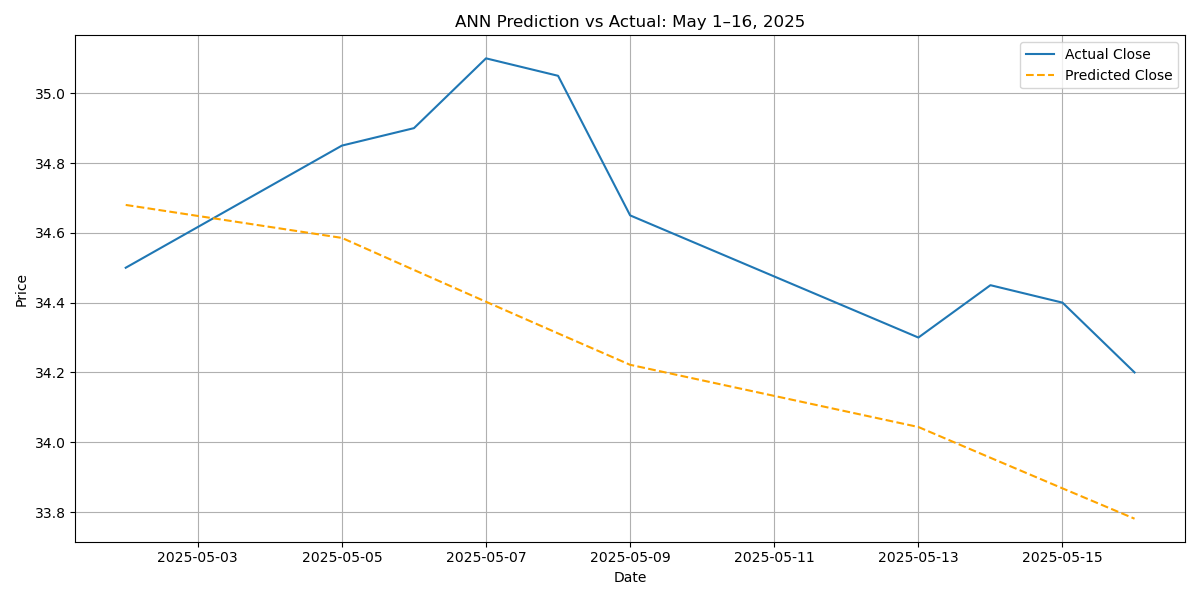 ANN Prediction vs Actual: May 1–16, 2025
Actual Close
Predicted Close
Price
35.0
34.8
34.6
34.4
34.2
34.0
33.8
2025-05-03 2025-05-05 2025-05-07 2025-05-09 2025-05-11 2025-05-13 2025-05-15
Date